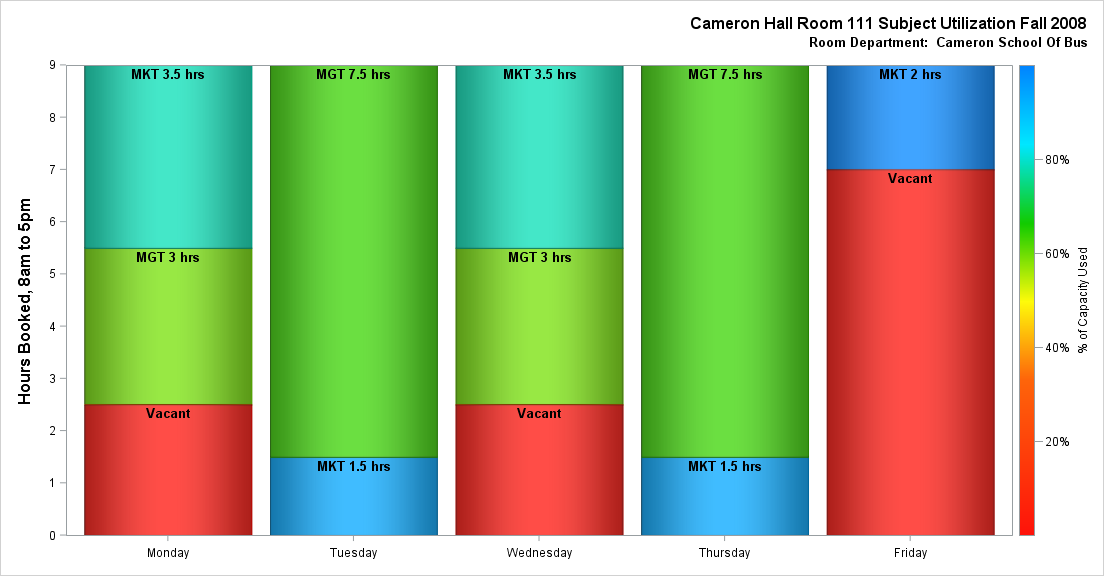 Cameron Hall Room 111 Subject Utilization Fall 2008
Room Department:  Cameron School Of Bus
Hours Booked, 8am to 5pm
9
8
7
6
5
4
3
2
1
0
MKT 3.5 hrs
MGT 3 hrs
Vacant
MGT 7.5 hrs
MKT 1.5 hrs
MKT 3.5 hrs
MGT 3 hrs
Vacant
MGT 7.5 hrs
MKT 1.5 hrs
MKT 2 hrs
Vacant
Monday
Tuesday
Wednesday
Thursday
Friday
80%
60%
40%
20%
% of Capacity Used